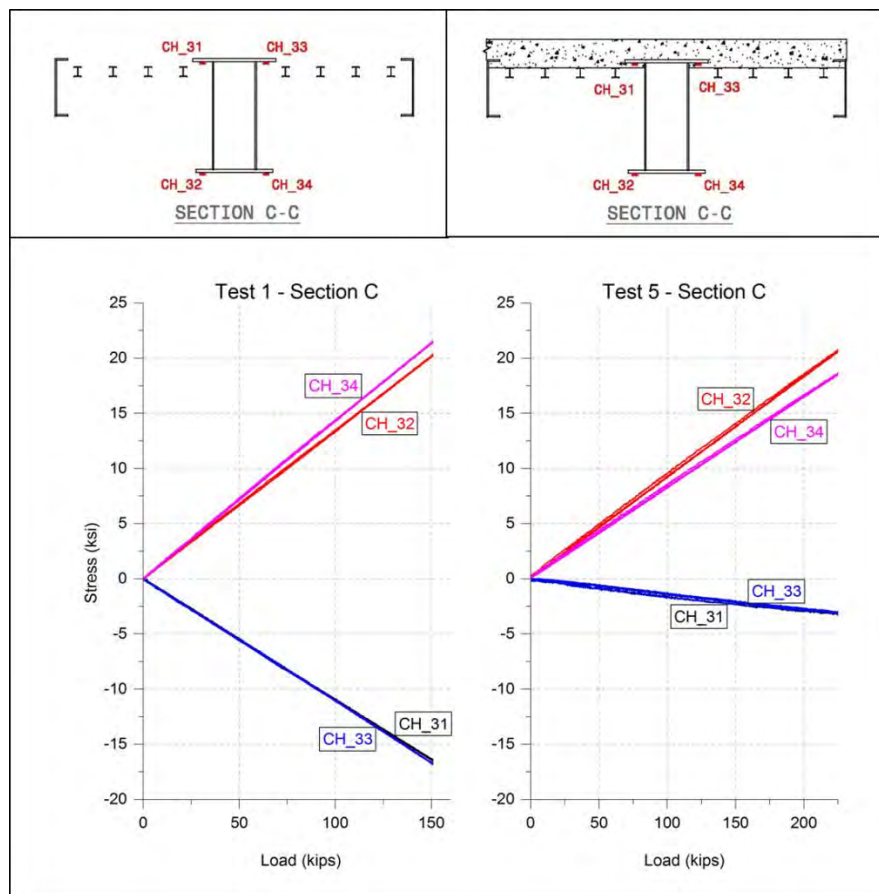 CH_31 CH_33
CH_32 CH_34
SECTION C-C
CH_31 CH_33
CH_32 CH_34
SECTION C-C
Test 1 - Section C
25
20
15
10
5
0
-5
-10
-15
-20
Stress (ksi)
CH_34
CH_32
CH_31
CH_33
0 50 100 150
Load (kips)
Test 5 - Section C
25
20
15
10
5
0
-5
-10
-15
-20
CH_32
CH_34
CH_33
CH_31
0 50 100 150 200
Load (kips)